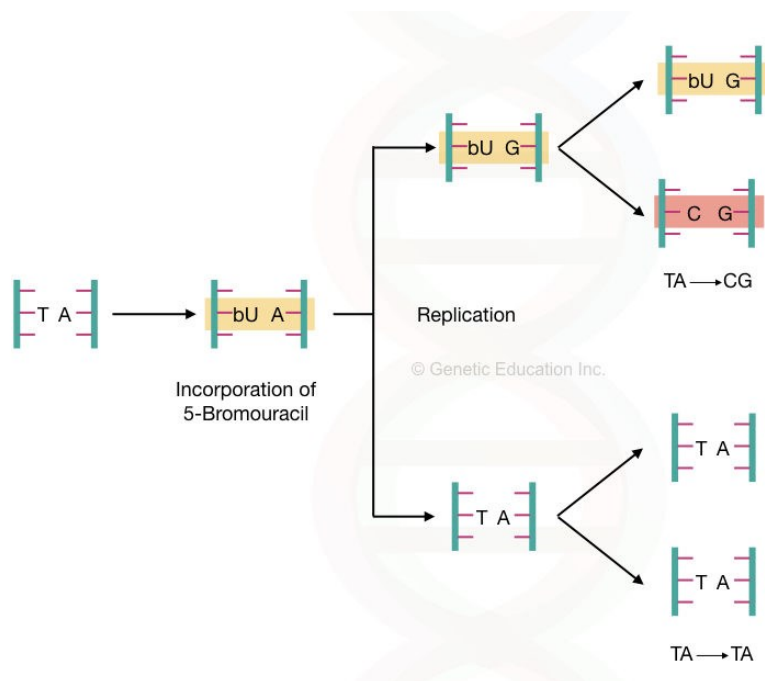 bU G
bU G
C G
TA → CG
T A
bU A
Replication
© Genetic Education Inc.
Incorporation of
5-Bromouracil
T A
T A
T A
TA → TA